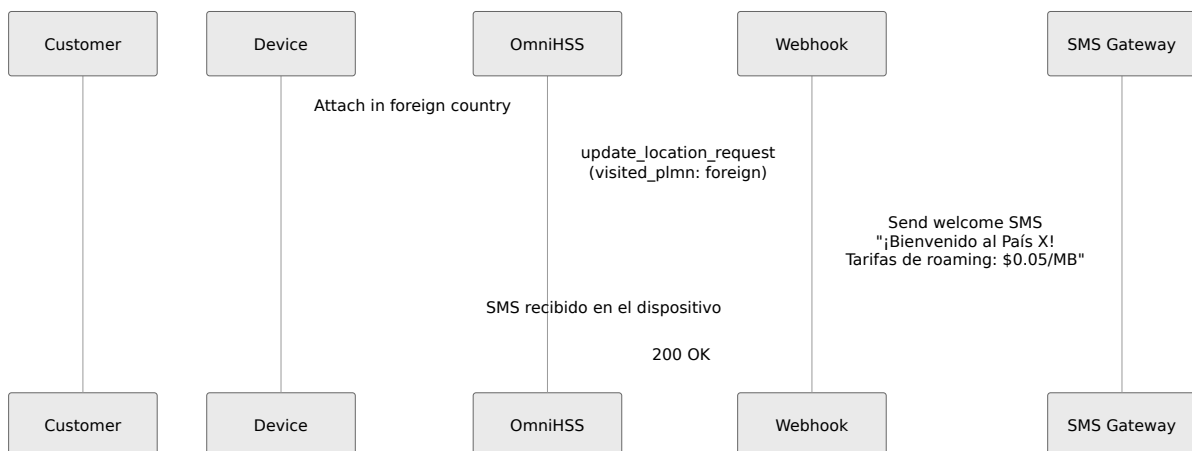 Customer
Device
OmniHSS
Webhook
SMS Gateway
Attach in foreign country
update_location_request
(visited_plmn: foreign)
Send welcome SMS
"¡Bienvenido al País X!
Tarifas de roaming: $0.05/MB"
SMS recibido en el dispositivo
200 OK
Customer
Device
OmniHSS
Webhook
SMS Gateway